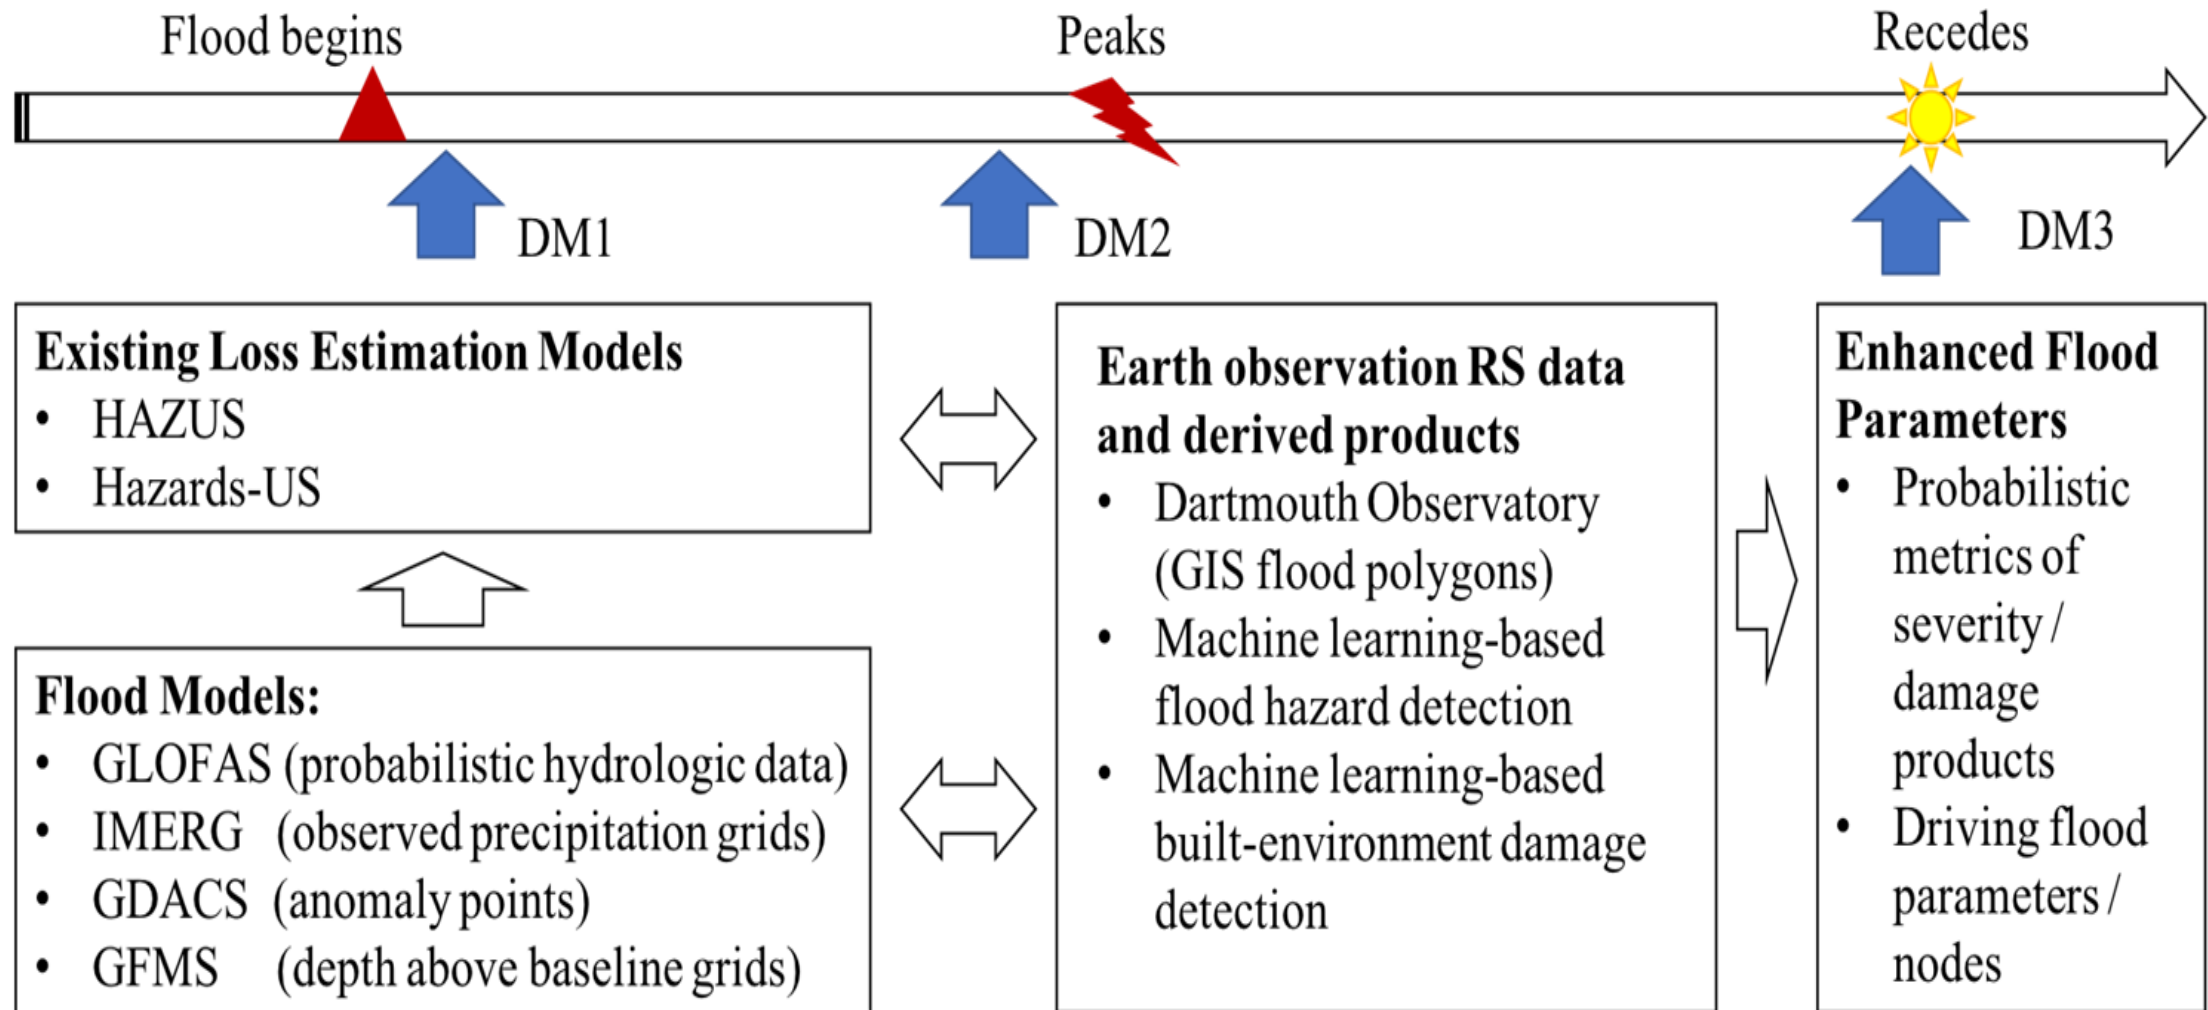 Flood begins
Peaks
Recedes
DM1
DM2
DM3
Existing Loss Estimation Models
• HAZUS
• Hazards-US
Flood Models:
• GLOFAS (probabilistic hydrologic data)
• IMERG (observed precipitation grids)
• GDACS (anomaly points)
• GFMS (depth above baseline grids)
Earth observation RS data
and derived products
• Dartmouth Observatory
(GIS flood polygons)
• Machine learning-based
flood hazard detection
• Machine learning-based
built-environment damage
detection
Enhanced Flood
Parameters
• Probabilistic
metrics of
severity /
damage
products
• Driving flood
parameters /
nodes